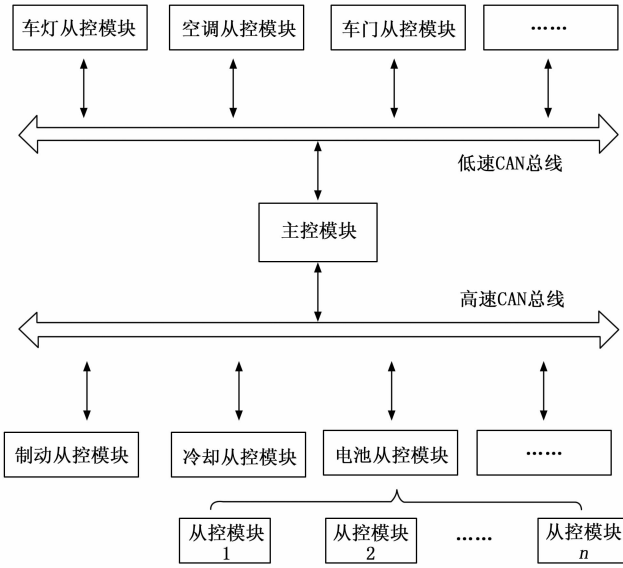 车灯从控模块 空调从控模块 车门从控模块 ……
低速CAN总线
主控模块
高速CAN总线
制动从控模块 冷却从控模块 电池从控模块 ……
从控模块 从控模块 …… 从控模块
1 2 n